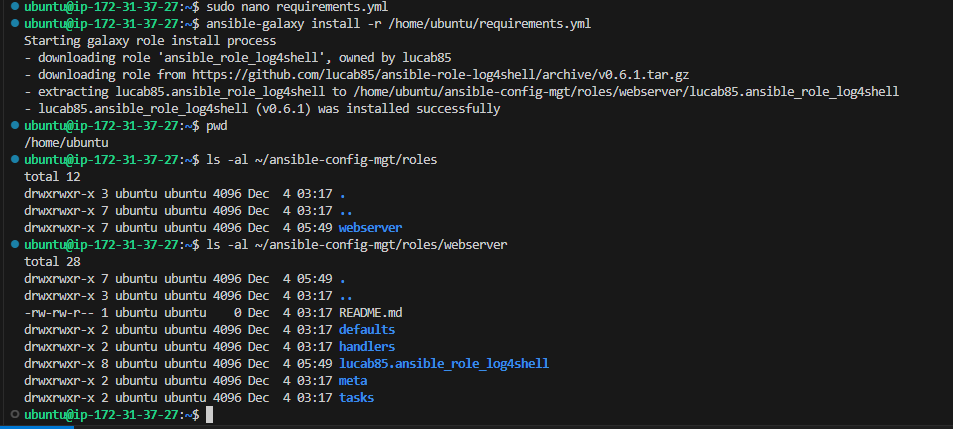 ubuntu@ip-172-31-37-27:~$ sudo nano requirements.yml
ubuntu@ip-172-31-37-27:~$ ansible-galaxy install -r /home/ubuntu/requirements.yml
Starting galaxy role install process
- downloading role 'ansible_role_log4shell', owned by lucab85
- downloading role from https://github.com/lucab85/ansible-role-log4shell/archive/v0.6.1.tar.gz
- extracting lucab85.ansible_role_log4shell to /home/ubuntu/ansible-config-mgt/roles/webserver/lucab85.ansible_role_log4shell
- lucab85.ansible_role_log4shell (v0.6.1) was installed successfully
ubuntu@ip-172-31-37-27:~$ pwd
/home/ubuntu
ubuntu@ip-172-31-37-27:~$ ls -al ~/ansible-config-mgt/roles
total 12
drwxrwxr-x 3 ubuntu ubuntu 4096 Dec  4 03:17 .
drwxrwxr-x 7 ubuntu ubuntu 4096 Dec  4 03:17 ..
drwxrwxr-x 7 ubuntu ubuntu 4096 Dec  4 05:49 webserver
ubuntu@ip-172-31-37-27:~$ ls -al ~/ansible-config-mgt/roles/webserver
total 28
drwxrwxr-x 7 ubuntu ubuntu 4096 Dec  4 05:49 .
drwxrwxr-x 3 ubuntu ubuntu 4096 Dec  4 03:17 ..
-rw-rw-r-- 1 ubuntu ubuntu    0 Dec  4 03:17 README.md
drwxrwxr-x 2 ubuntu ubuntu 4096 Dec  4 03:17 defaults
drwxrwxr-x 2 ubuntu ubuntu 4096 Dec  4 03:17 handlers
drwxrwxr-x 8 ubuntu ubuntu 4096 Dec  4 05:49 lucab85.ansible_role_log4shell
drwxrwxr-x 2 ubuntu ubuntu 4096 Dec  4 03:17 meta
drwxrwxr-x 2 ubuntu ubuntu 4096 Dec  4 03:17 tasks
ubuntu@ip-172-31-37-27:~$